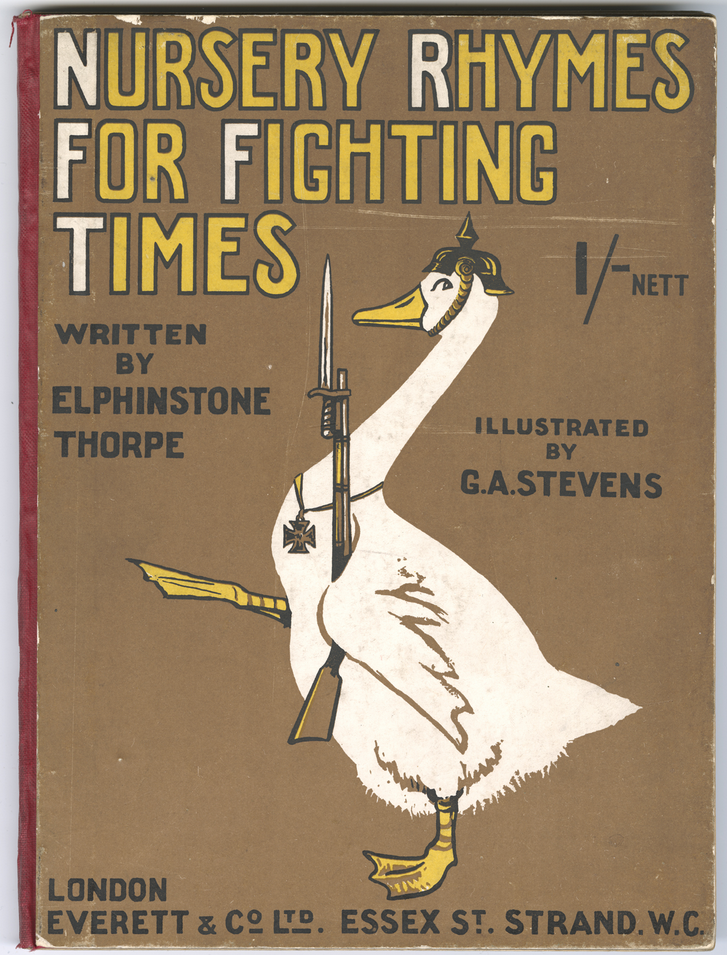 NURSERY RHYMES
FOR FIGHTING
TIMES
1/- NETT
WRITTEN
BY
ELPHINSTONE
THORPE
ILLUSTRATED
BY
G.A.STEVENS
LONDON
EVERETT & Co LTD. ESSEX ST. STRAND. W.C.